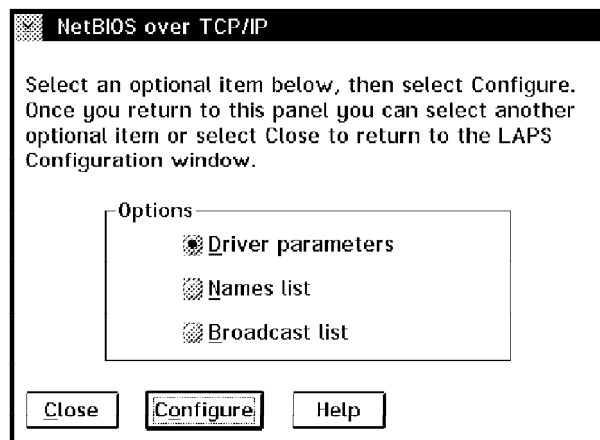 NetBIOS over TCP/IP
Select an optional item below, then select Configure.
Once you return to this panel you can select another
optional item or select Close to return to the LAPS
Configuration window.
Options
Driver parameters
Names list
Broadcast list
Close Configure Help